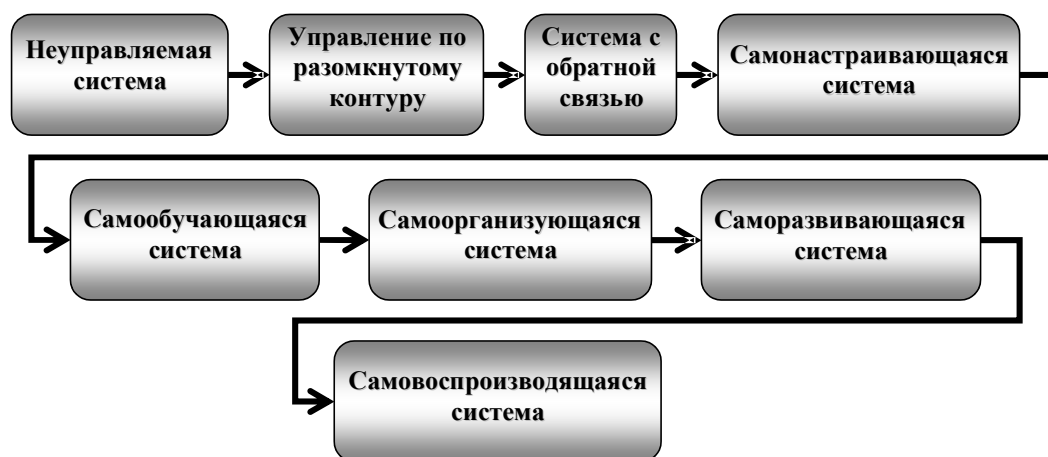 Неуправляемая
система
Управление по
разомкнутому
контуру
Система с
обратной
связью
Самонастраивающаяся
система
Самообучающаяся
система
Самоорганизующаяся
система
Саморазвивающаяся
система
Самовоспроизводящаяся
система